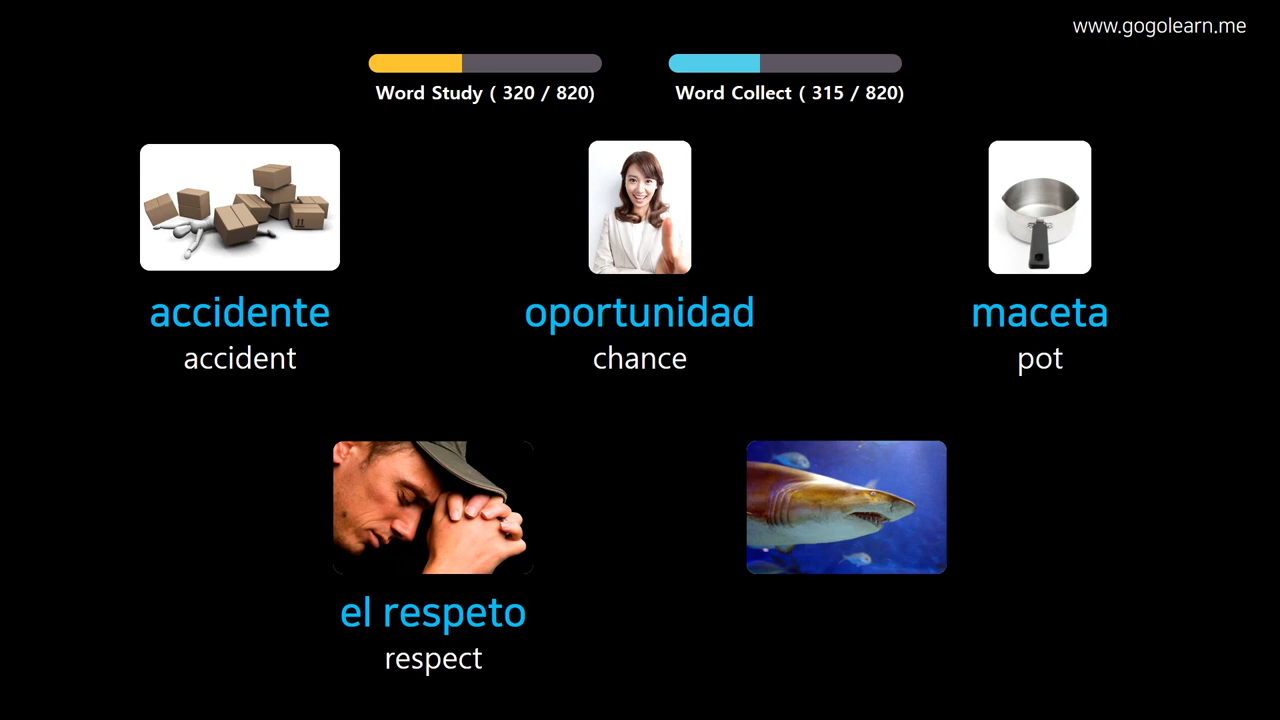 www.gogolearn.me
Word Study ( 320 / 820)
Word Collect ( 315 / 820)
accidente
accident
oportunidad
chance
maceta
pot
el respeto
respect